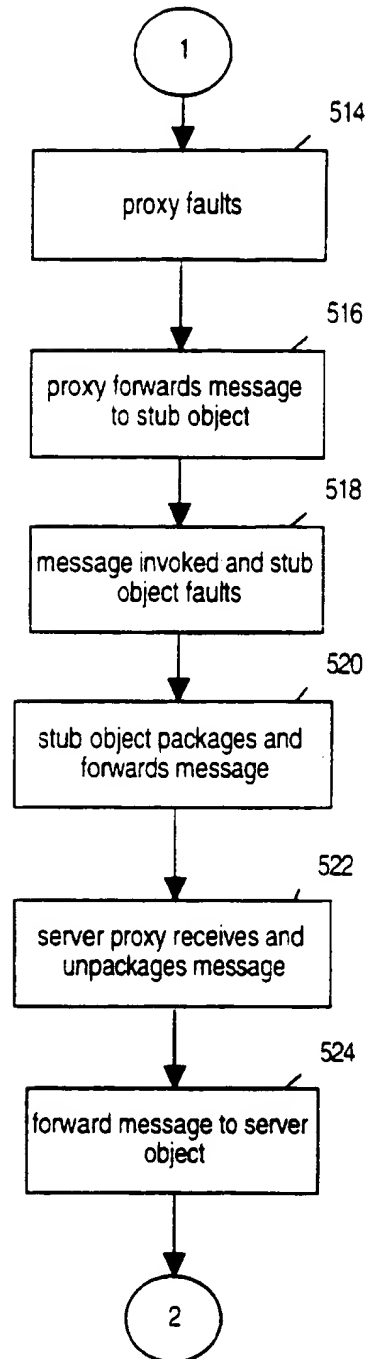 1
514
proxy faults
516
proxy forwards message
to stub object
518
message invoked and stub
object faults
520
stub object packages and
forwards message
522
server proxy receives and
unpackages message
524
forward message to server
object
2